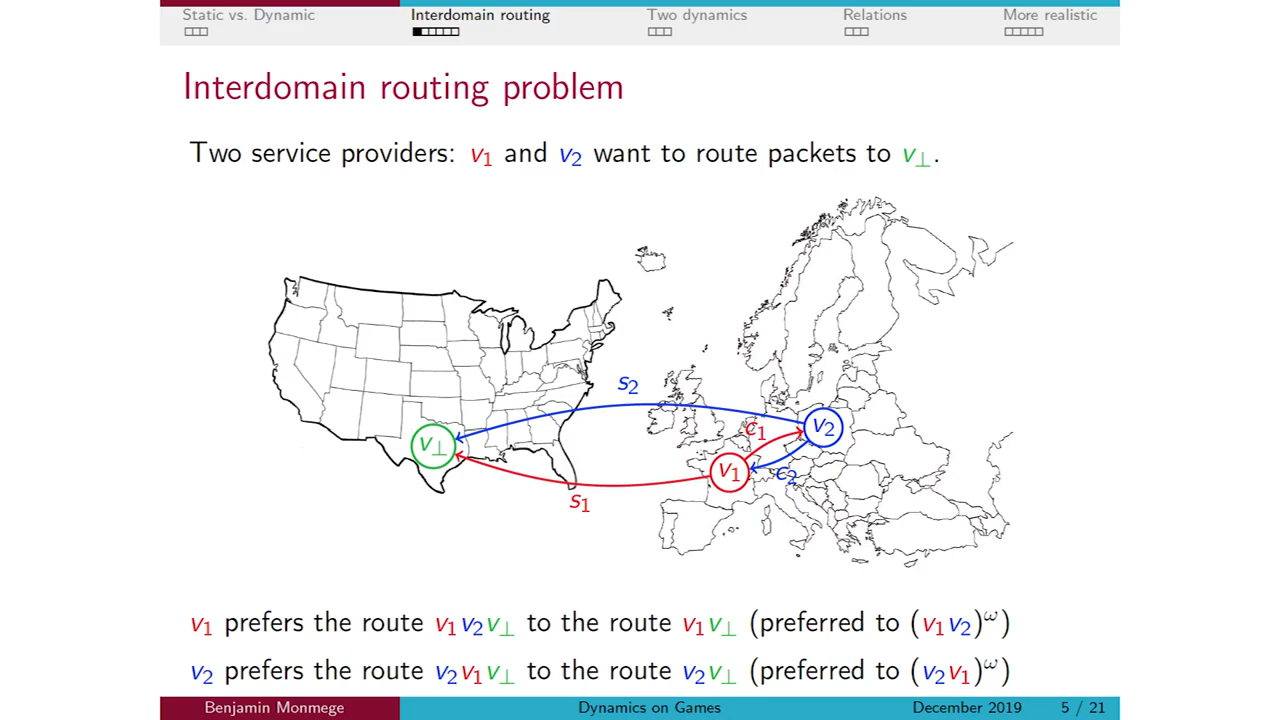 Static vs. Dynamic Interdomain routing Two dynamics Relations More realistic
Interdomain routing problem
Two service providers: v₁ and v₂ want to route packets to v⊥.
s₂
c₁
v₂
v⊥
v₁
c₂
s₁
v₁ prefers the route v₁v₂v⊥ to the route v₁v⊥ (preferred to (v₁v₂)^ω)
v₂ prefers the route v₂v₁v⊥ to the route v₂v⊥ (preferred to (v₂v₁)^ω)
Benjamin Monmege Dynamics on Games December 2019 5 / 21